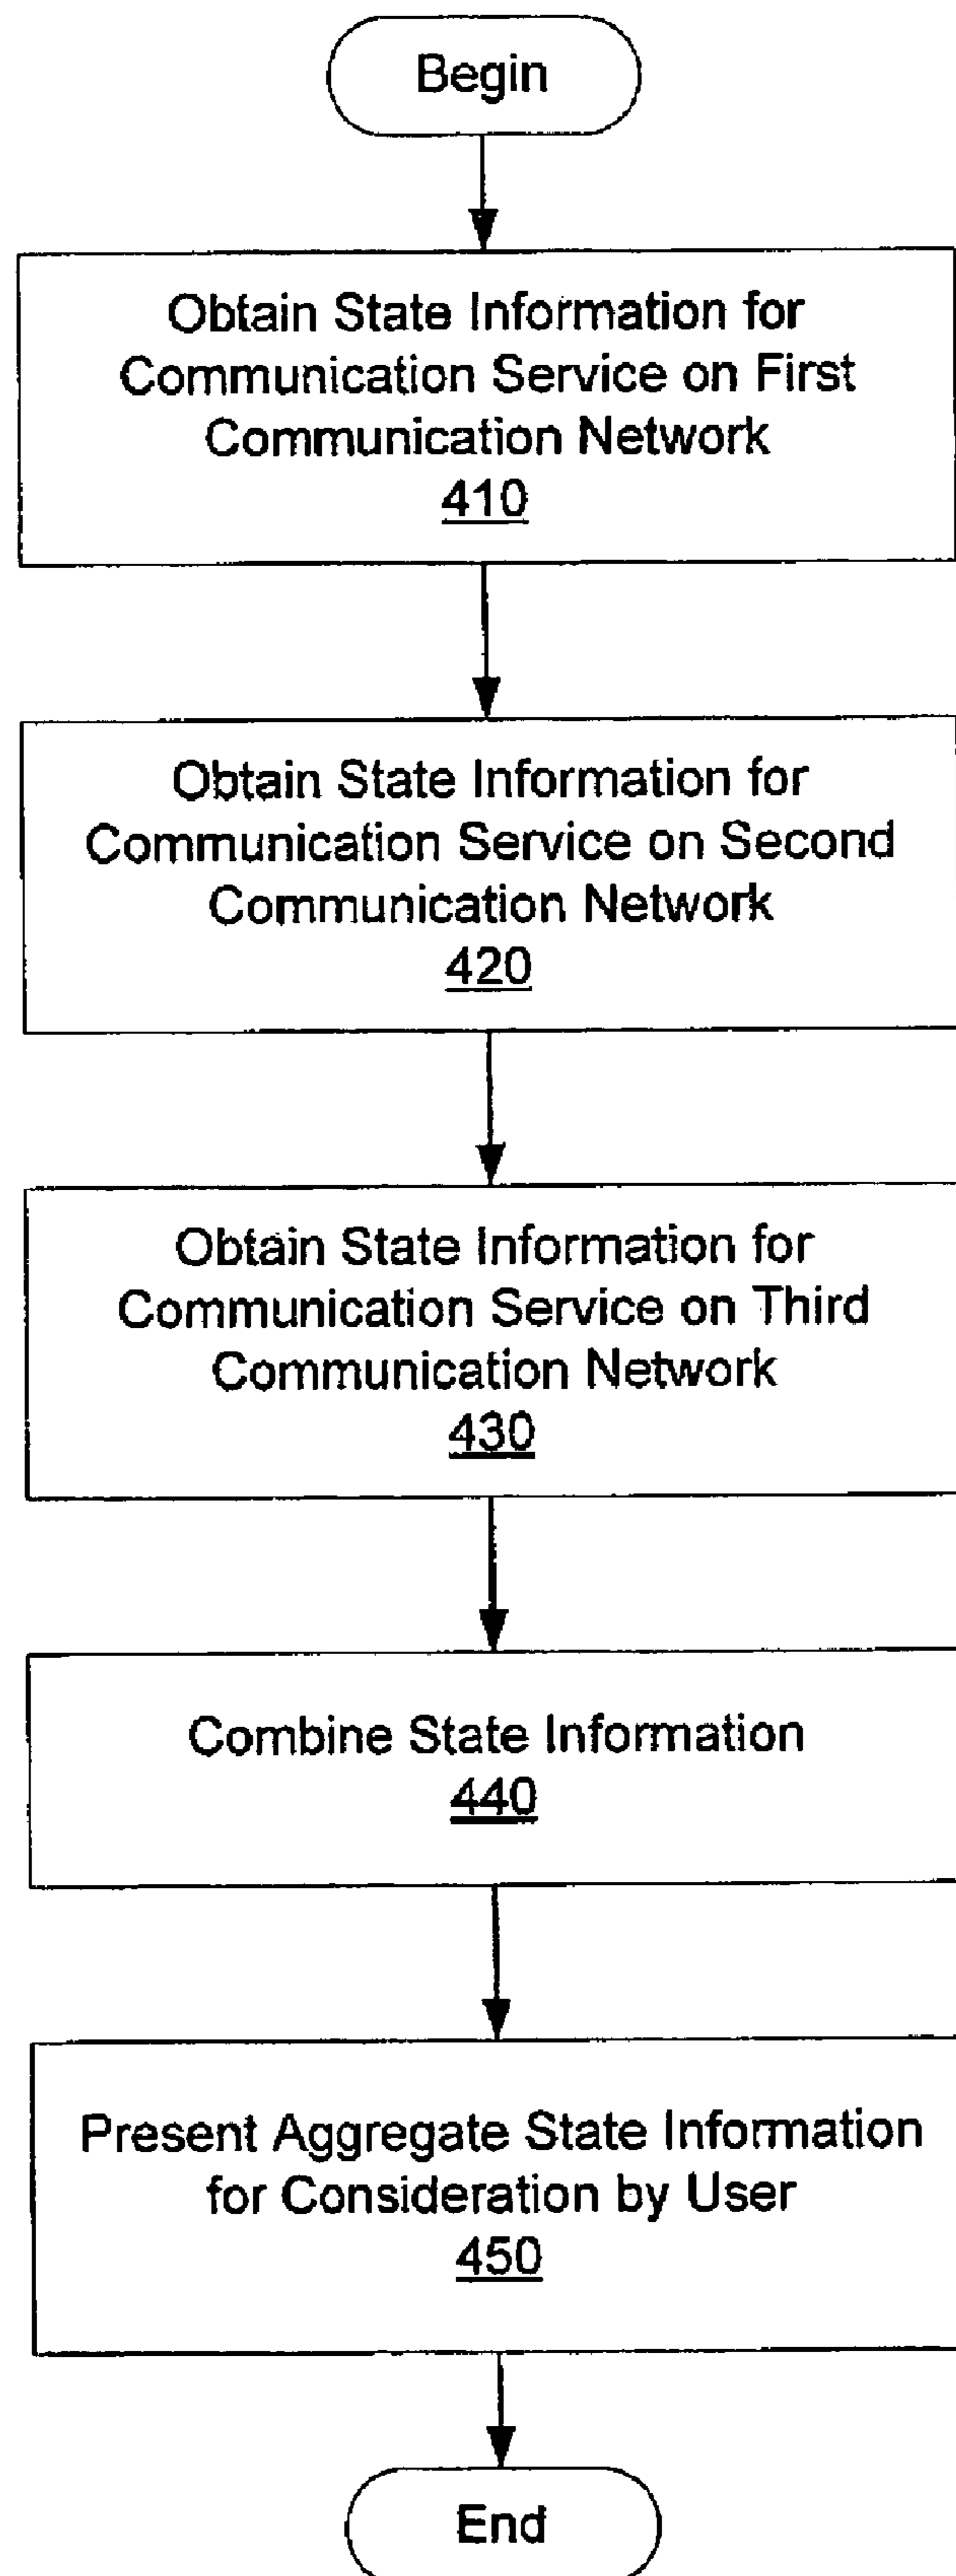 Begin
Obtain State Information for
Communication Service on First
Communication Network
410
Obtain State Information for
Communication Service on Second
Communication Network
420
Obtain State Information for
Communication Service on Third
Communication Network
430
Combine State Information
440
Present Aggregate State Information
for Consideration by User
450
End